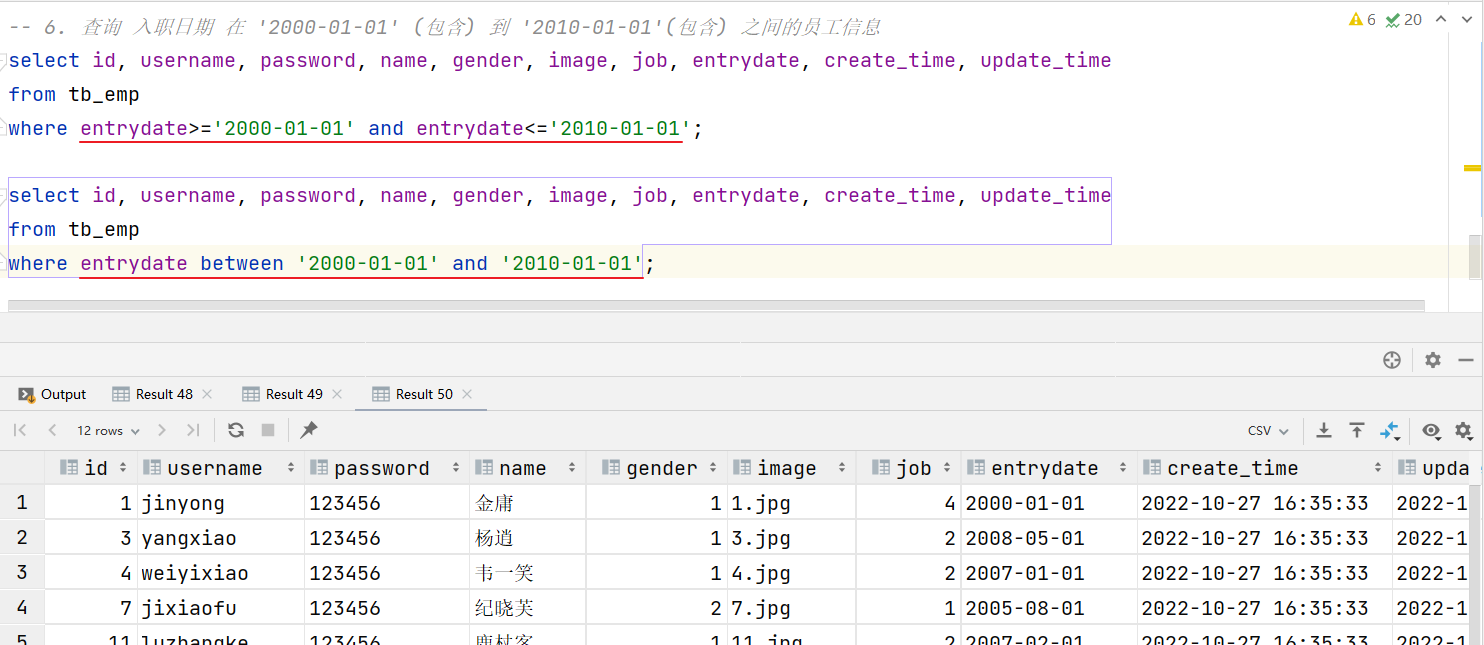 -- 6. 查询 入职日期 在 '2000-01-01' (包含) 到 '2010-01-01'(包含) 之间的员工信息
6 20
select id, username, password, name, gender, image, job, entrydate, create_time, update_time
from tb_emp
where entrydate>='2000-01-01' and entrydate<='2010-01-01';
select id, username, password, name, gender, image, job, entrydate, create_time, update_time
from tb_emp
where entrydate between '2000-01-01' and '2010-01-01';
Output Result 48 Result 49 Result 50
12 rows CSV
id username password name gender image job entrydate create_time upda
1 1 jinyong 123456 金庸 1 1.jpg 4 2000-01-01 2022-10-27 16:35:33 2022-1
2 3 yangxiao 123456 杨逍 1 3.jpg 2 2008-05-01 2022-10-27 16:35:33 2022-1
3 4 weiyixiao 123456 韦一笑 1 4.jpg 2 2007-01-01 2022-10-27 16:35:33 2022-1
4 7 jixiaofu 123456 纪晓芙 2 7.jpg 1 2005-08-01 2022-10-27 16:35:33 2022-1
5 11 luzhangke 123456 鹿杖客 1 11.jpg 2 2007-02-01 2022-10-27 16:35:33 2022-1